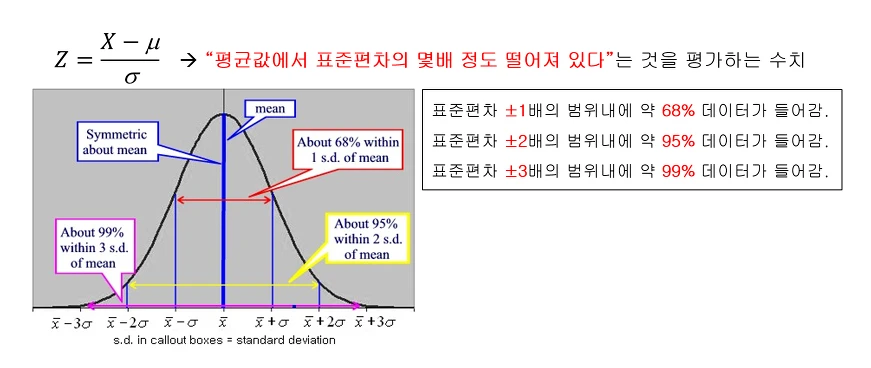 Z = (X − μ) / σ → “평균값에서 표준편차의 몇배 정도 떨어져 있다”는 것을 평가하는 수치
mean
Symmetric
about mean
About 68% within
1 s.d. of mean
About 99%
within 3 s.d.
of mean
About 95%
within 2 s.d.
of mean
x̄−3σ x̄−2σ x̄−σ x̄ x̄+σ x̄+2σ x̄+3σ
s.d. in callout boxes = standard deviation
표준편차 ±1배의 범위내에 약 68% 데이터가 들어감.
표준편차 ±2배의 범위내에 약 95% 데이터가 들어감.
표준편차 ±3배의 범위내에 약 99% 데이터가 들어감.